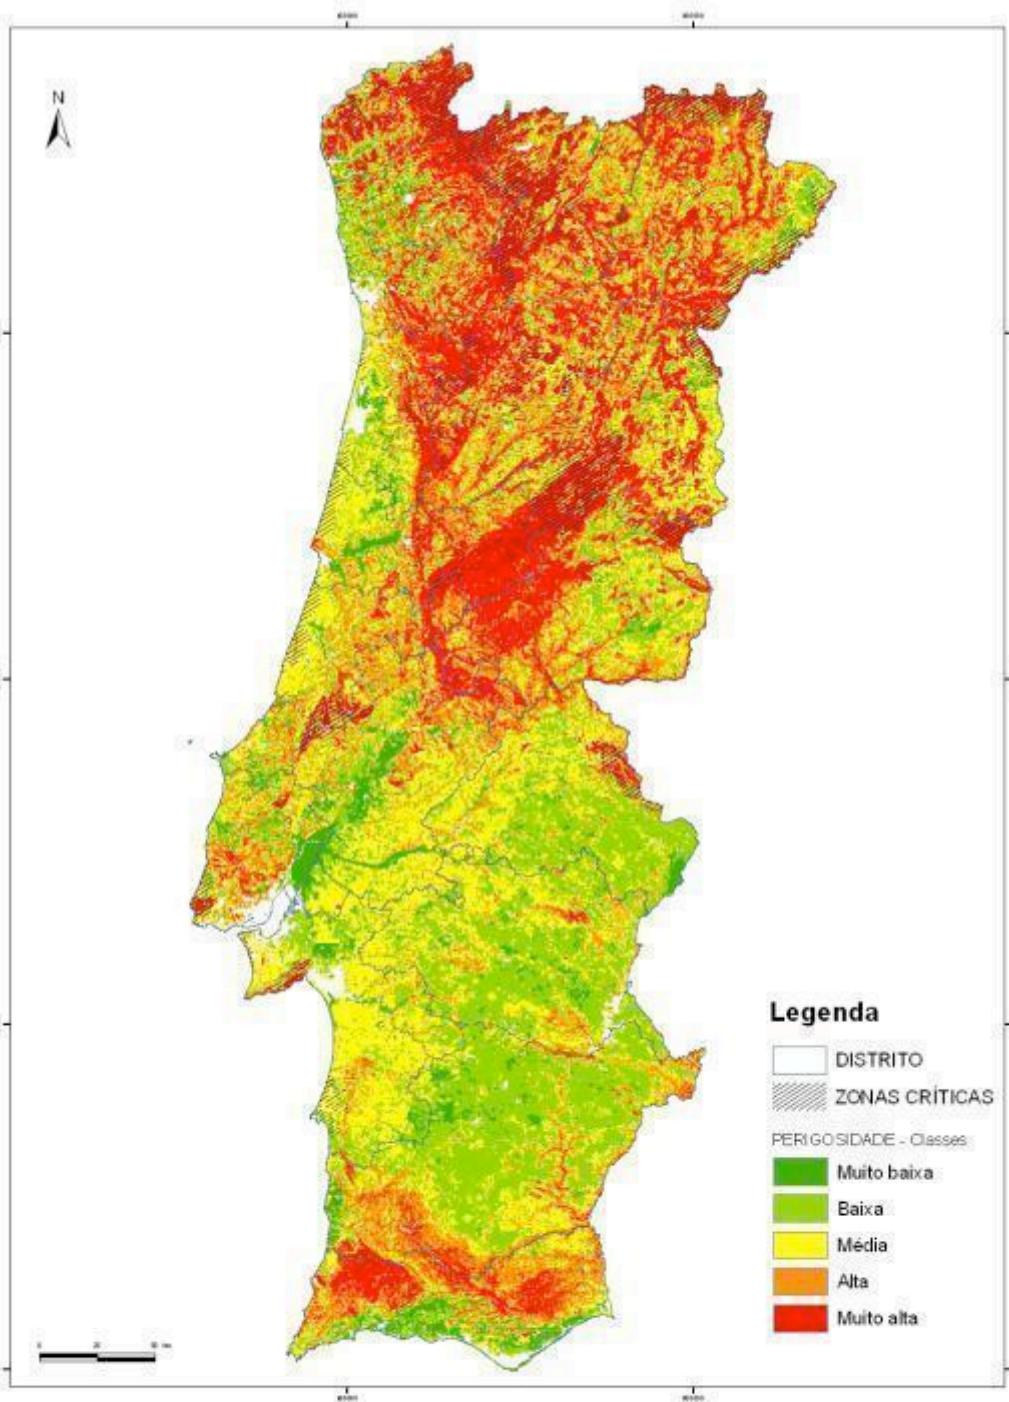 N
Legenda
DISTRITO
ZONAS CRÍTICAS
PERIGOSIDADE - Classes
Muito baixa
Baixa
Média
Alta
Muito alta